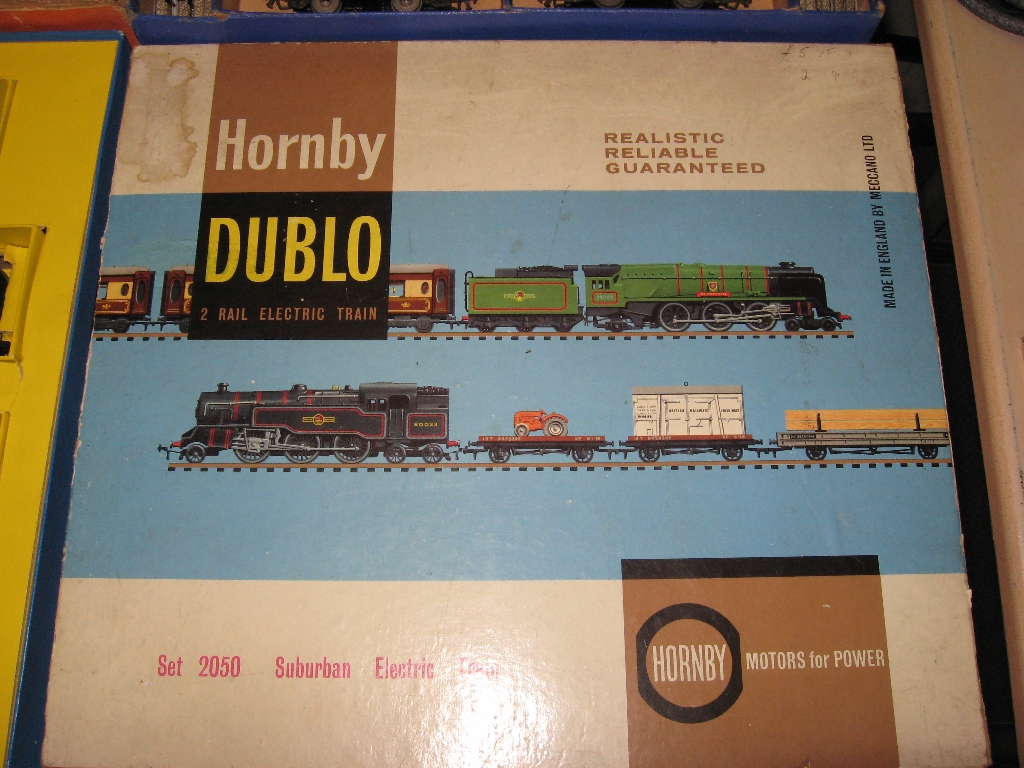 Hornby
DUBLO
2 RAIL ELECTRIC TRAIN
REALISTIC
RELIABLE
GUARANTEED
MADE IN ENGLAND BY MECCANO LTD
Set 2050 Suburban Electric Train
HORNBY
MOTORS for POWER